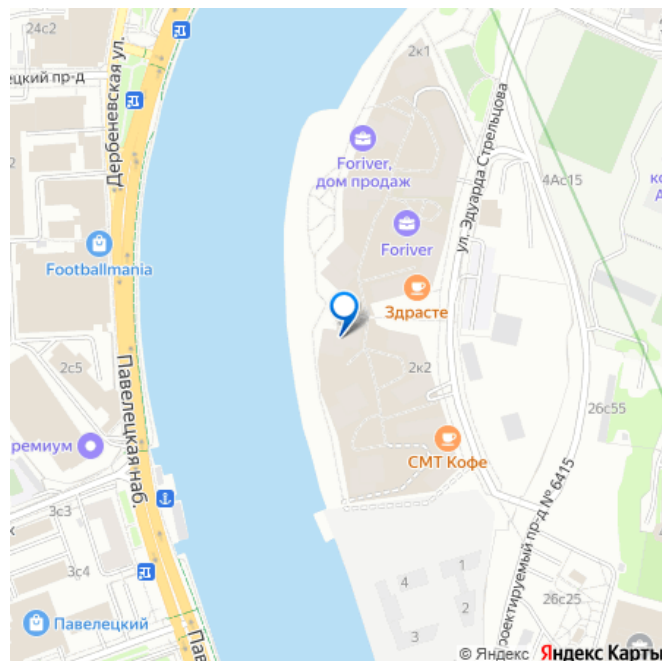 24с2
2к1
ецкий пр-д
Дербеневская ул.
ул. Эдуарда Стрельцова
Foriver,
дом продаж
4Ас15
Foriver
Footballmania
Здрасте
2с5
2к2
26с55
Павелецкая наб.
ремиум
СМТ Кофе
роектируемый пр-д № 6415
3с3
3с4
4
1
2
3
26с25
Павелецкий
© Яндекс Яндекс Карты